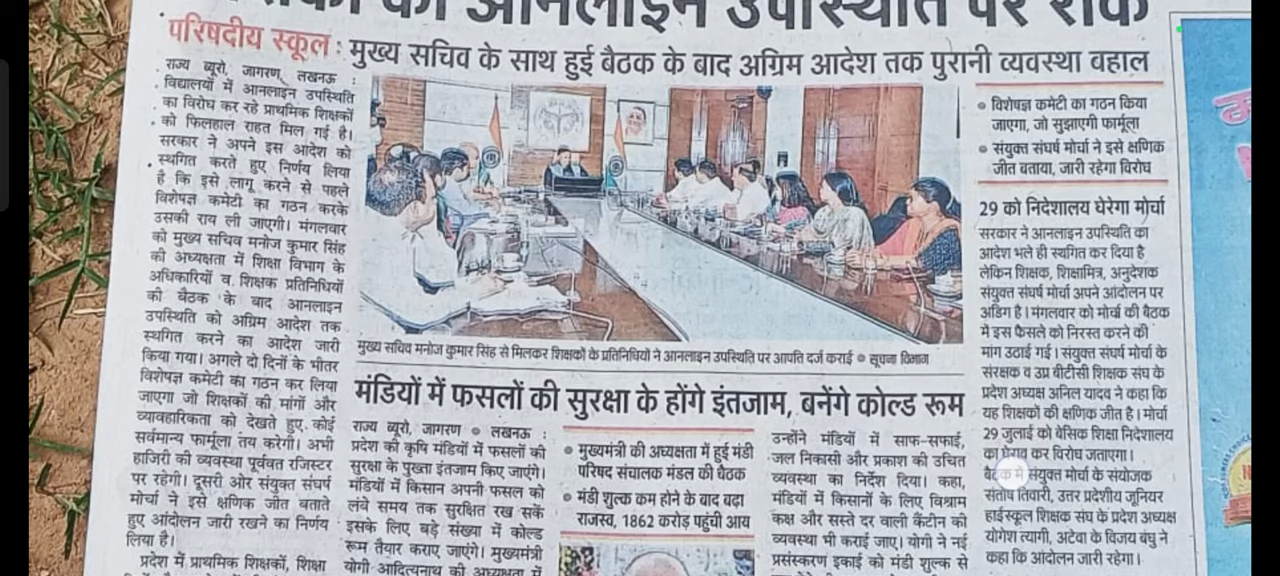 आनलाइन उपस्थिति पर रोक
परिषदीय स्कूल : मुख्य सचिव के साथ हुई बैठक के बाद अग्रिम आदेश तक पुरानी व्यवस्था बहाल
राज्य ब्यूरो, जागरण, लखनऊ :
विद्यालयों में आनलाइन उपस्थिति
का विरोध कर रहे प्राथमिक शिक्षकों
को फिलहाल राहत मिल गई है।
सरकार ने अपने इस आदेश को
स्थगित करते हुए निर्णय लिया
है कि इसे लागू करने से पहले
विशेषज्ञ कमेटी का गठन करके
उसकी राय ली जाएगी। मंगलवार
को मुख्य सचिव मनोज कुमार सिंह
की अध्यक्षता में शिक्षा विभाग के
अधिकारियों व शिक्षक प्रतिनिधियों
की बैठक के बाद आनलाइन
उपस्थिति को अग्रिम आदेश तक
स्थगित करने का आदेश जारी
किया गया। अगले दो दिनों के भीतर
विशेषज्ञ कमेटी का गठन कर लिया
जाएगा जो शिक्षकों की मांगों और
व्यावहारिकता को देखते हुए कोई
सर्वमान्य फार्मूला तय करेगी। अभी
हाजिरी की व्यवस्था पूर्ववत रजिस्टर
पर रहेगी। दूसरी ओर संयुक्त संघर्ष
मोर्चा ने इसे क्षणिक जीत बताते
हुए आंदोलन जारी रखने का निर्णय
लिया है।
प्रदेश में प्राथमिक शिक्षकों, शिक्षा
मुख्य सचिव मनोज कुमार सिंह से मिलकर शिक्षकों के प्रतिनिधियों ने आनलाइन उपस्थिति पर आपति दर्ज कराई ● सूचना विभाग
● विशेषज्ञ कमेटी का गठन किया
जाएगा, जो सुझाएगी फार्मूला
● संयुक्त संघर्ष मोर्चा ने इसे क्षणिक
जीत बताया, जारी रहेगा विरोध
29 को निदेशालय घेरेगा मोर्चा
सरकार ने आनलाइन उपस्थिति का
आदेश भले ही स्थगित कर दिया है
लेकिन शिक्षक, शिक्षामित्र, अनुदेशक
संयुक्त संघर्ष मोर्चा अपने आंदोलन पर
अडिग है। मंगलवार को मोर्चा की बैठक
में इस फैसले को निरस्त करने की
मांग उठाई गई। संयुक्त संघर्ष मोर्चा के
संरक्षक व उप्र बीटीसी शिक्षक संघ के
प्रदेश अध्यक्ष अनिल यादव ने कहा कि
यह शिक्षकों की क्षणिक जीत है। मोर्चा
29 जुलाई को बेसिक शिक्षा निदेशालय
का घेराव कर विरोध जताएगा।
बैठक में संयुक्त मोर्चा के संयोजक
संतोष तिवारी, उत्तर प्रदेशीय जूनियर
हाईस्कूल शिक्षक संघ के प्रदेश अध्यक्ष
योगेश त्यागी, अटेवा के विजय बंधु ने
कहा कि आंदोलन जारी रहेगा।
मंडियों में फसलों की सुरक्षा के होंगे इंतजाम, बनेंगे कोल्ड रूम
राज्य ब्यूरो, जागरण ● लखनऊ :
प्रदेश की कृषि मंडियों में फसलों की
सुरक्षा के पुख्ता इंतजाम किए जाएंगे।
मंडियों में किसान अपनी फसल को
लंबे समय तक सुरक्षित रख सकें
इसके लिए बड़े संख्या में कोल्ड
रूम तैयार कराए जाएंगे। मुख्यमंत्री
योगी आदित्यनाथ की अध्यक्षता में
● मुख्यमंत्री की अध्यक्षता में हुई मंडी
परिषद संचालक मंडल की बैठक
● मंडी शुल्क कम होने के बाद बढ़ा
राजस्व, 1862 करोड़ पहुंची आय
उन्होंने मंडियों में साफ-सफाई,
जल निकासी और प्रकाश की उचित
व्यवस्था का निर्देश दिया। कहा,
मंडियों में किसानों के लिए विश्राम
कक्ष और सस्ते दर वाली कैंटीन की
व्यवस्था भी कराई जाए। योगी ने नई
प्रसंस्करण इकाई को मंडी शुल्क से